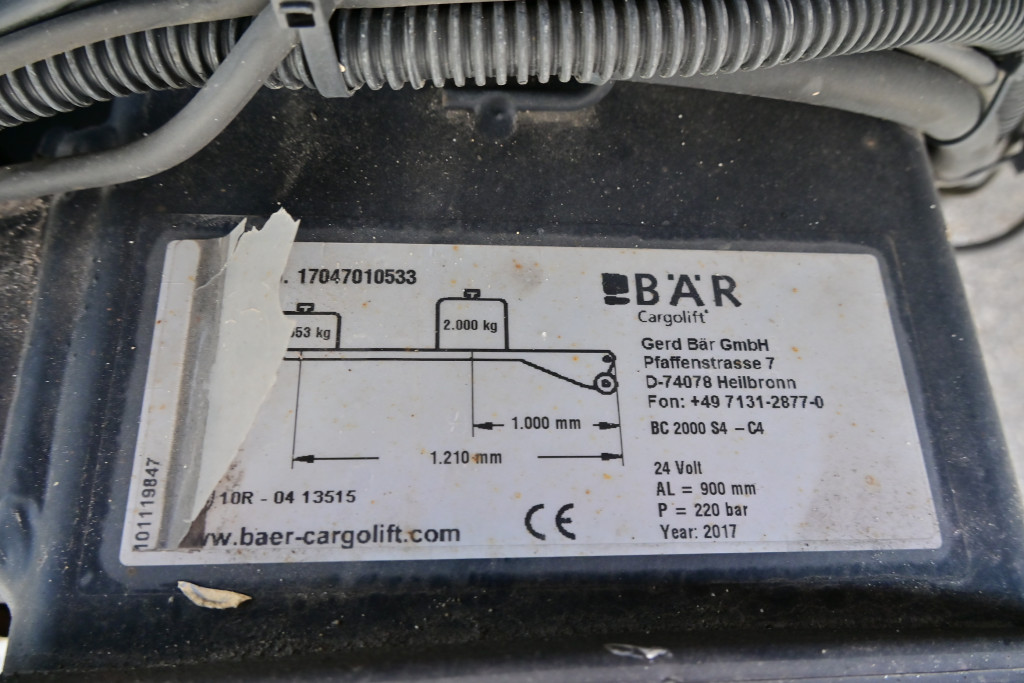 17047010533
53 kg
2.000 kg
1.000 mm
1.210 mm
101119847
10R - 04 13515
w.baer-cargolift.com
CE
BÄR
Cargolift
Gerd Bär GmbH
Pfaffenstrasse 7
D-74078 Heilbronn
Fon: +49 7131-2877-0
BC 2000 S4 - C4
24 Volt
AL = 900 mm
P = 220 bar
Year: 2017